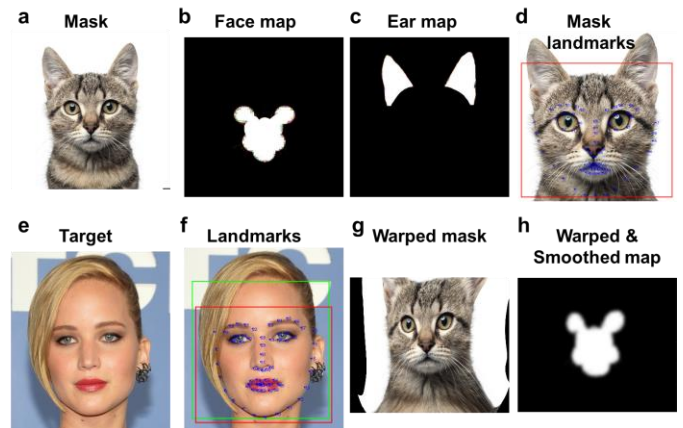 a Mask
b Face map
c Ear map
d Mask
landmarks
e Target
f Landmarks
g Warped mask
h Warped &
Smoothed map